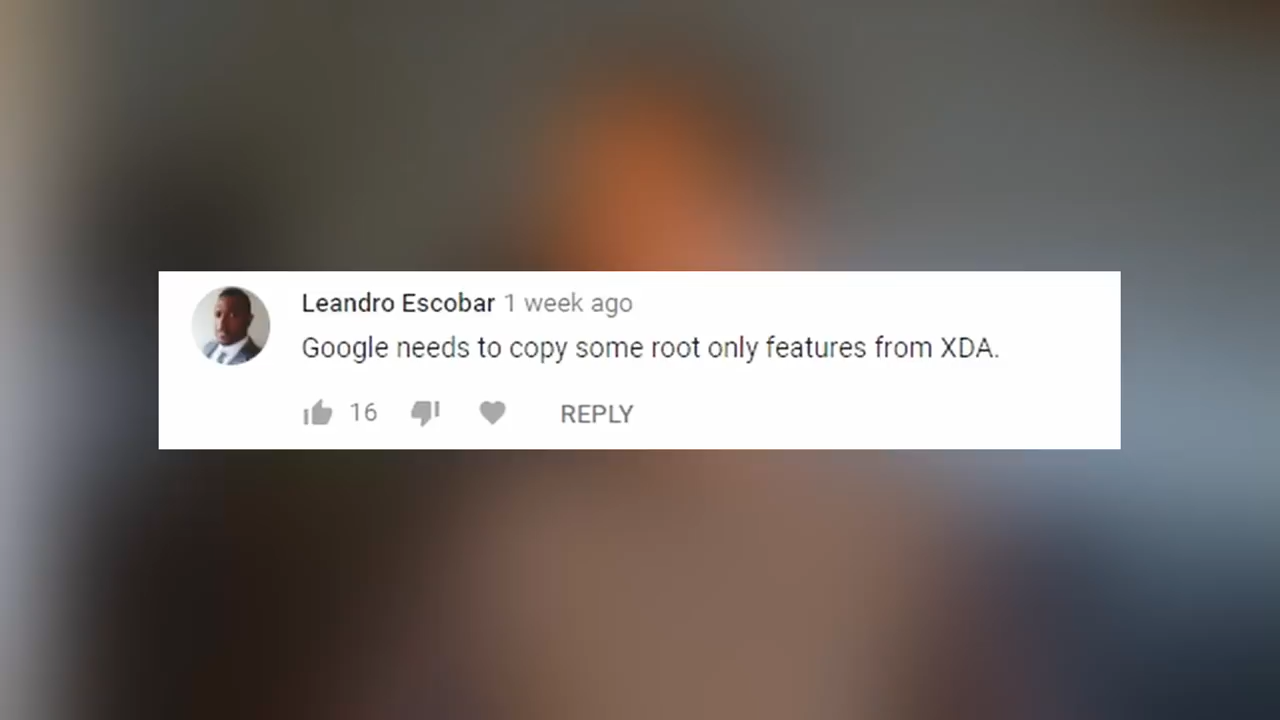 Leandro Escobar 1 week ago
Google needs to copy some root only features from XDA.
16 REPLY